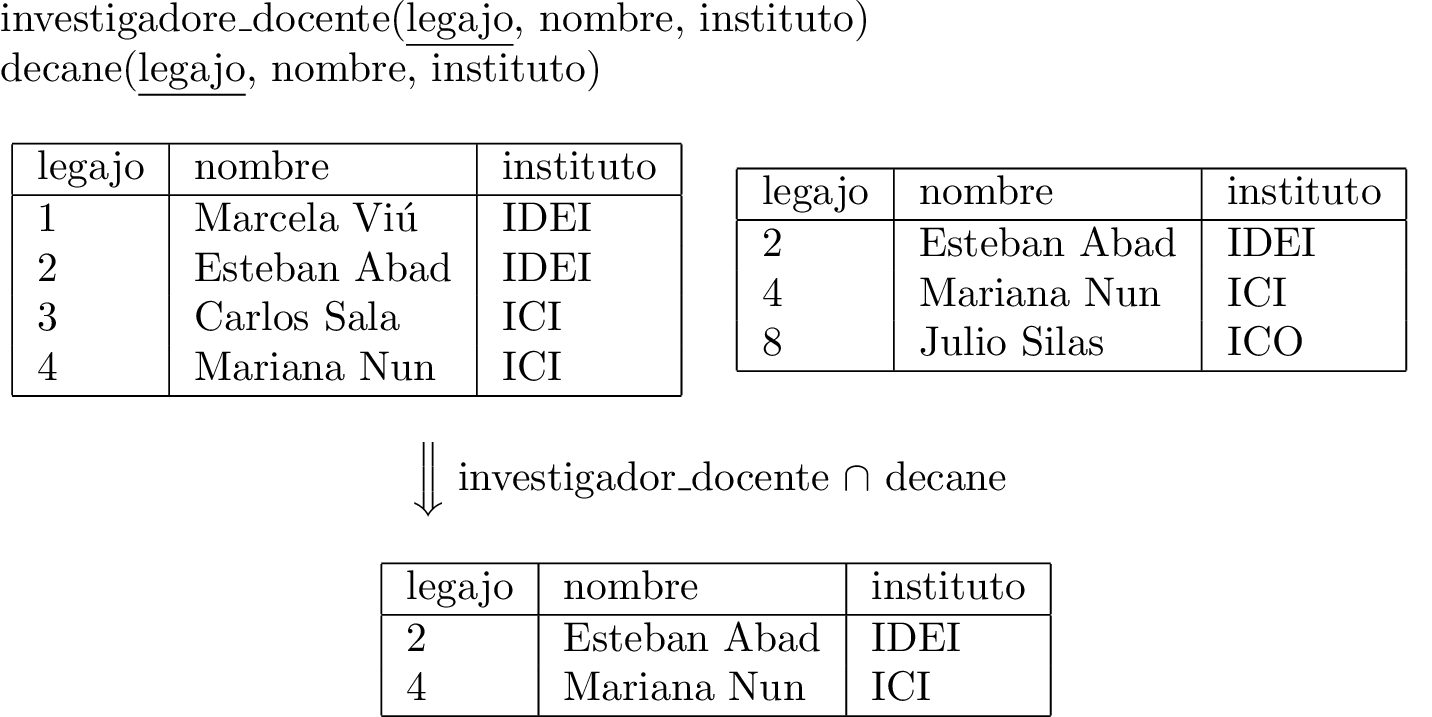 investigadore_docente(legajo, nombre, instituto)
decane(legajo, nombre, instituto)
legajo nombre instituto
1 Marcela Viú IDEI
2 Esteban Abad IDEI
3 Carlos Sala ICI
4 Mariana Nun ICI
legajo nombre instituto
2 Esteban Abad IDEI
4 Mariana Nun ICI
8 Julio Silas ICO
⇓ investigador_docente ∩ decane
legajo nombre instituto
2 Esteban Abad IDEI
4 Mariana Nun ICI